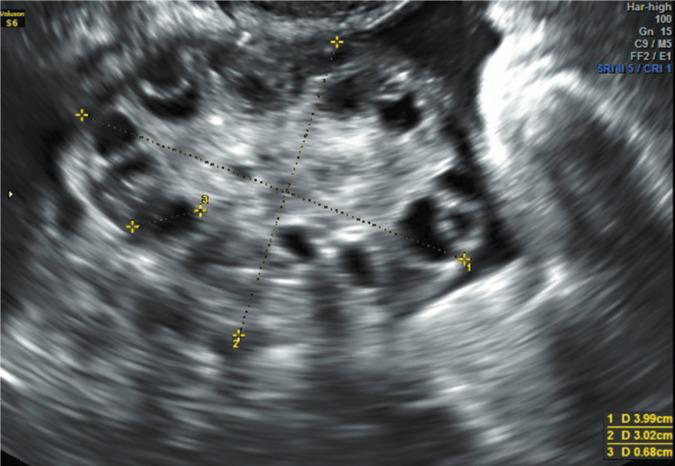 Voluson
S6
Har-high
100
Gn 15
C9 / M5
FF2 / E1
SRI II 5 / CRI 1
3
1
2
1 D 3.99cm
2 D 3.02cm
3 D 0.68cm